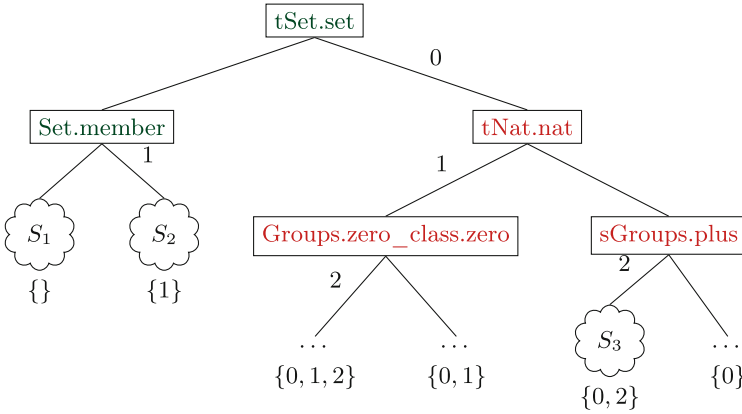 tSet.set
0
Set.member
tNat.nat
1
1
Groups.zero_class.zero
sGroups.plus
S₁
S₂
2
2
{}
{1}
...
...
S₃
...
{0, 1, 2}
{0, 1}
{0, 2}
{0}